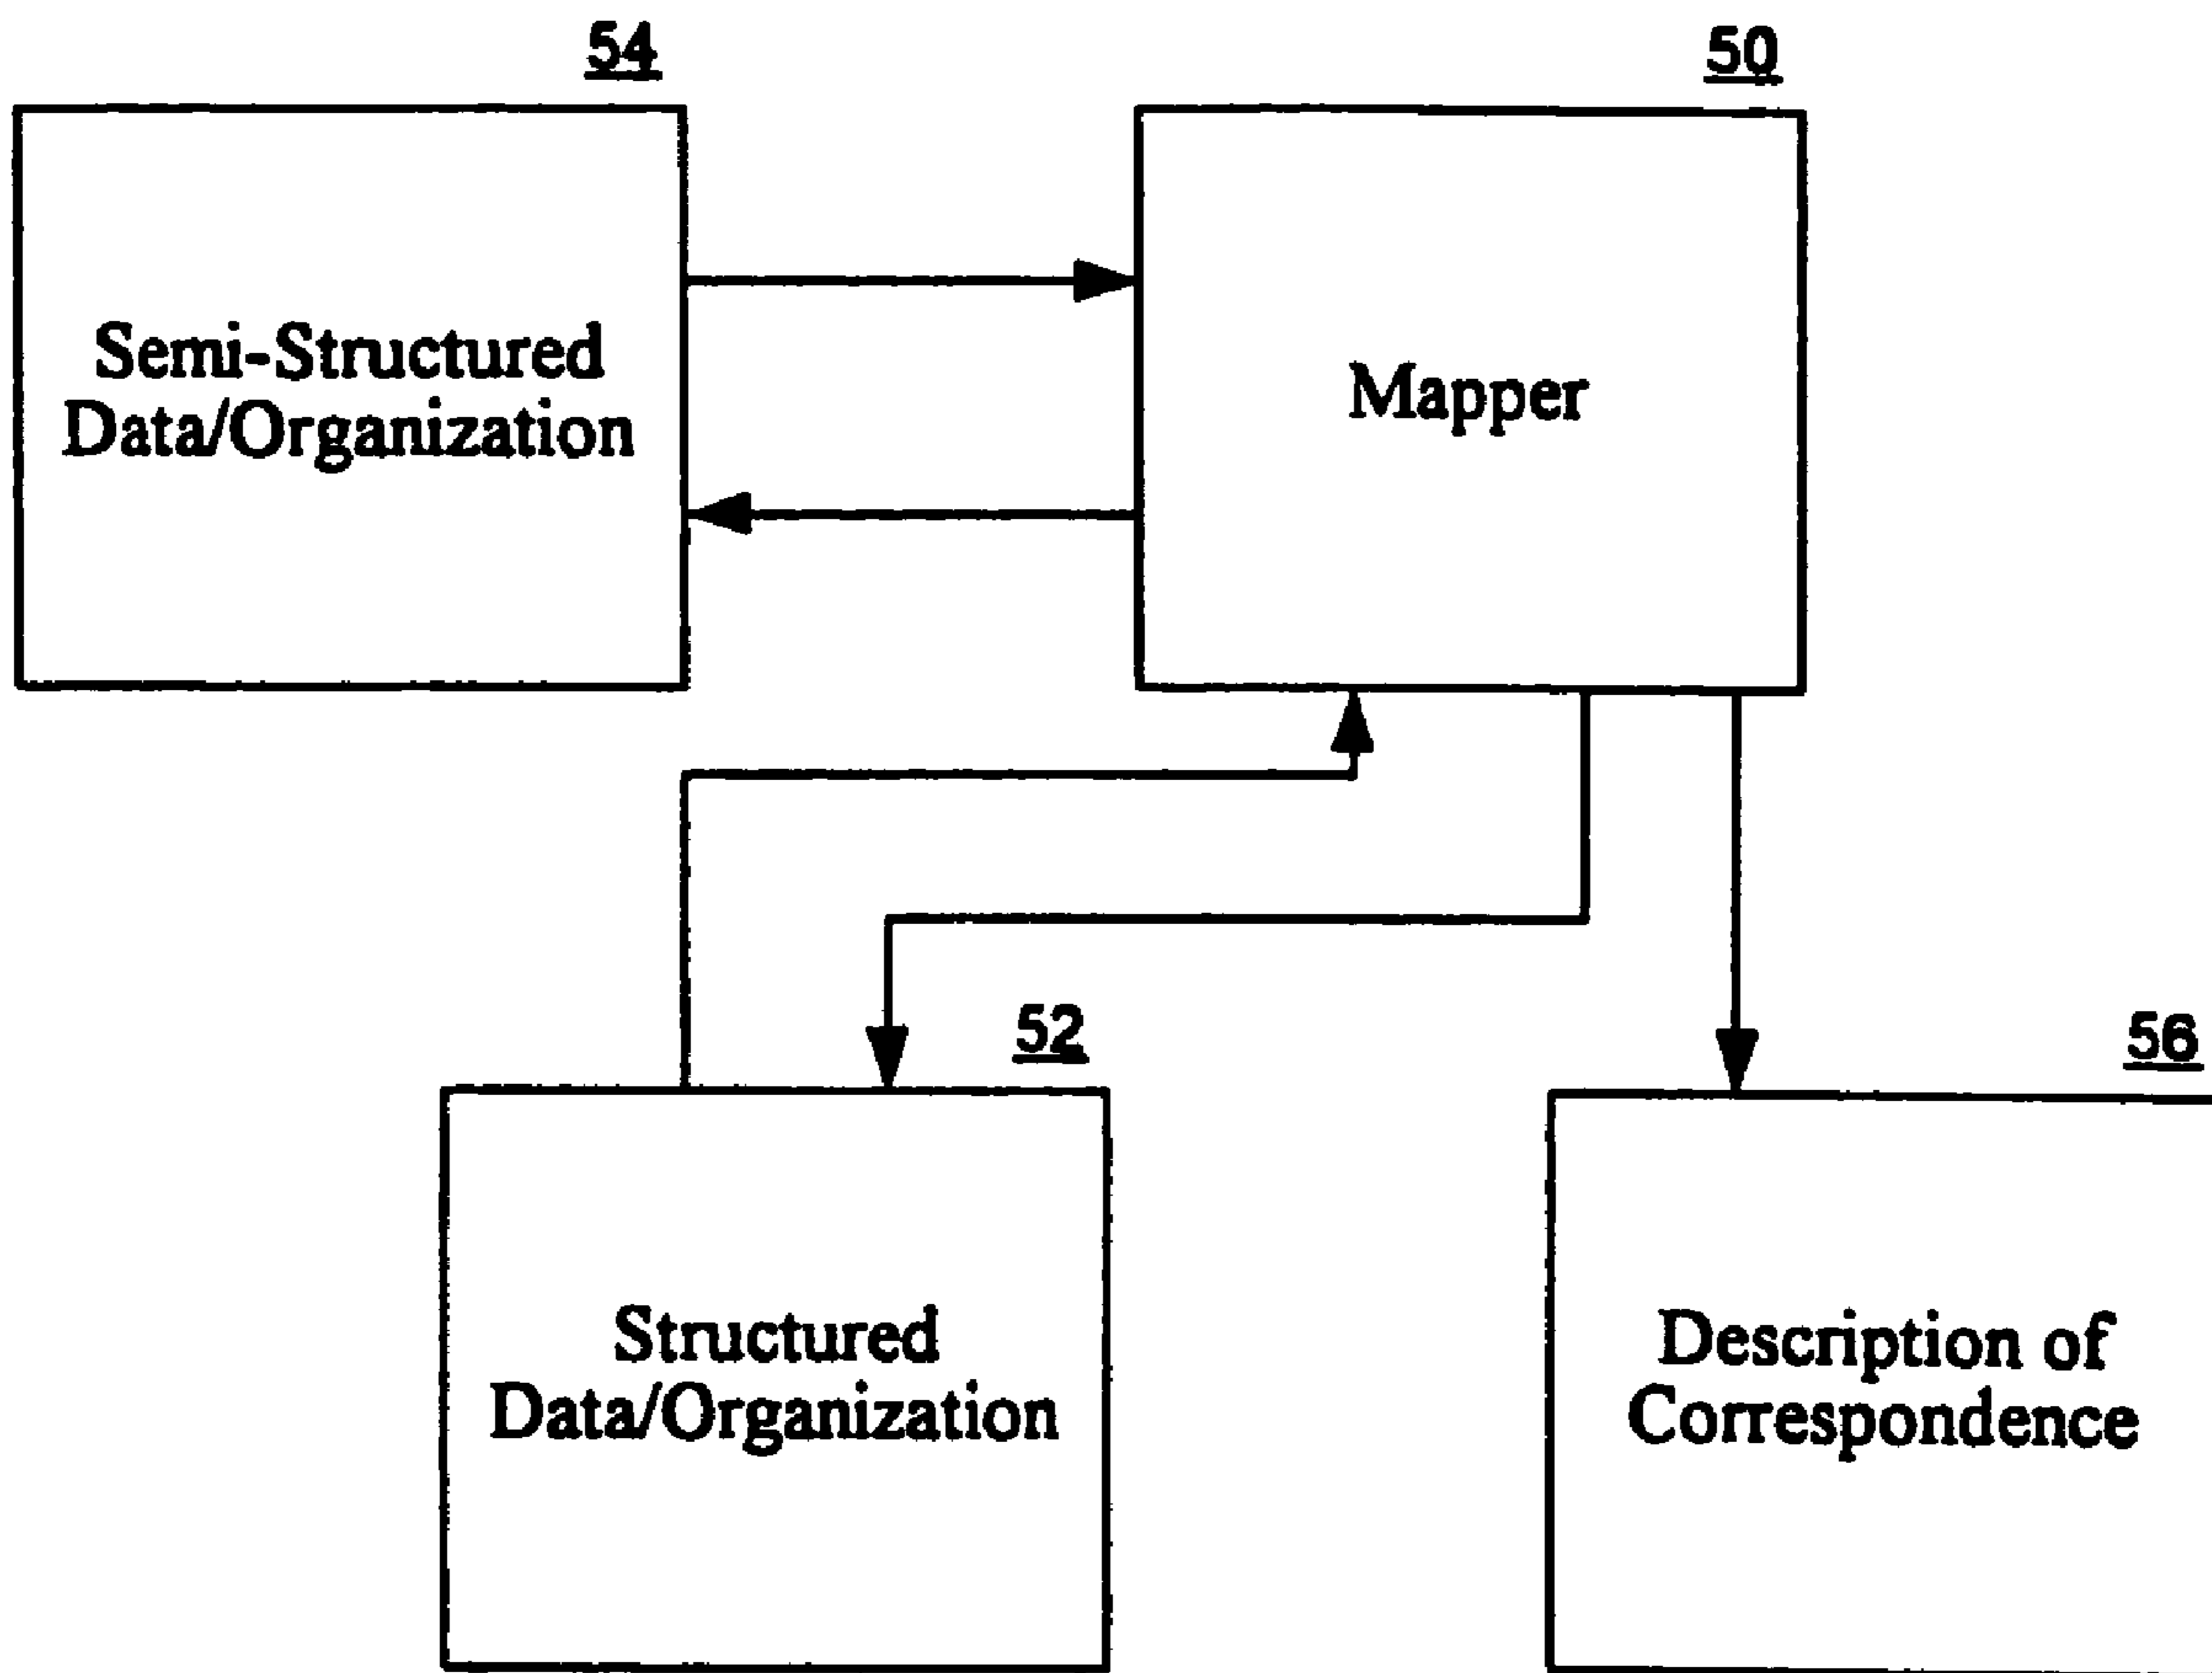 54
50
Semi-Structured
Data/Organization
Mapper
52
56
Structured
Data/Organization
Description of
Correspondence